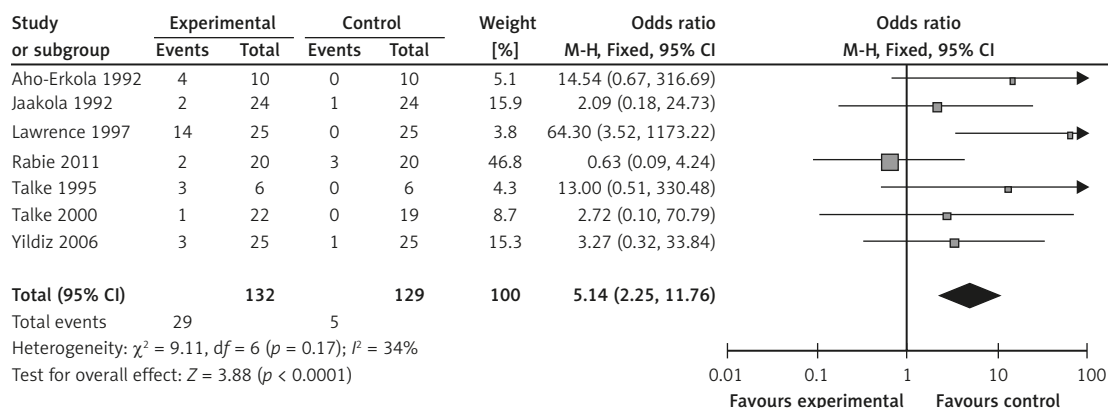 Study Experimental Control Weight Odds ratio Odds ratio
or subgroup Events Total Events Total [%] M-H, Fixed, 95% CI M-H, Fixed, 95% CI
Aho-Erkola 1992 4 10 0 10 5.1 14.54 (0.67, 316.69)
Jaakola 1992 2 24 1 24 15.9 2.09 (0.18, 24.73)
Lawrence 1997 14 25 0 25 3.8 64.30 (3.52, 1173.22)
Rabie 2011 2 20 3 20 46.8 0.63 (0.09, 4.24)
Talke 1995 3 6 0 6 4.3 13.00 (0.51, 330.48)
Talke 2000 1 22 0 19 8.7 2.72 (0.10, 70.79)
Yildiz 2006 3 25 1 25 15.3 3.27 (0.32, 33.84)
Total (95% CI) 132 129 100 5.14 (2.25, 11.76)
Total events 29 5
Heterogeneity: χ² = 9.11, df = 6 (p = 0.17); I² = 34%
Test for overall effect: Z = 3.88 (p < 0.0001)
0.01 0.1 1 10 100
Favours experimental Favours control